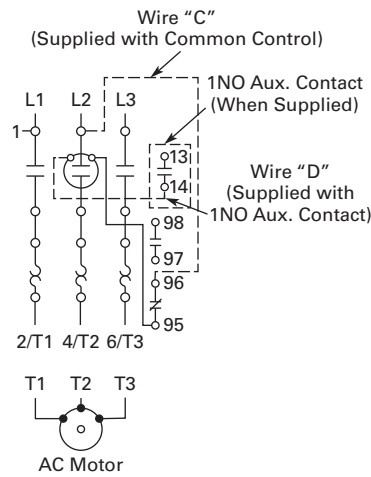 Wire “C”
(Supplied with Common Control)
1NO Aux. Contact
(When Supplied)
L1 L2 L3
1
13
14
Wire “D”
(Supplied with
1NO Aux. Contact)
98
97
96
95
2/T1 4/T2 6/T3
T1 T2 T3
AC Motor